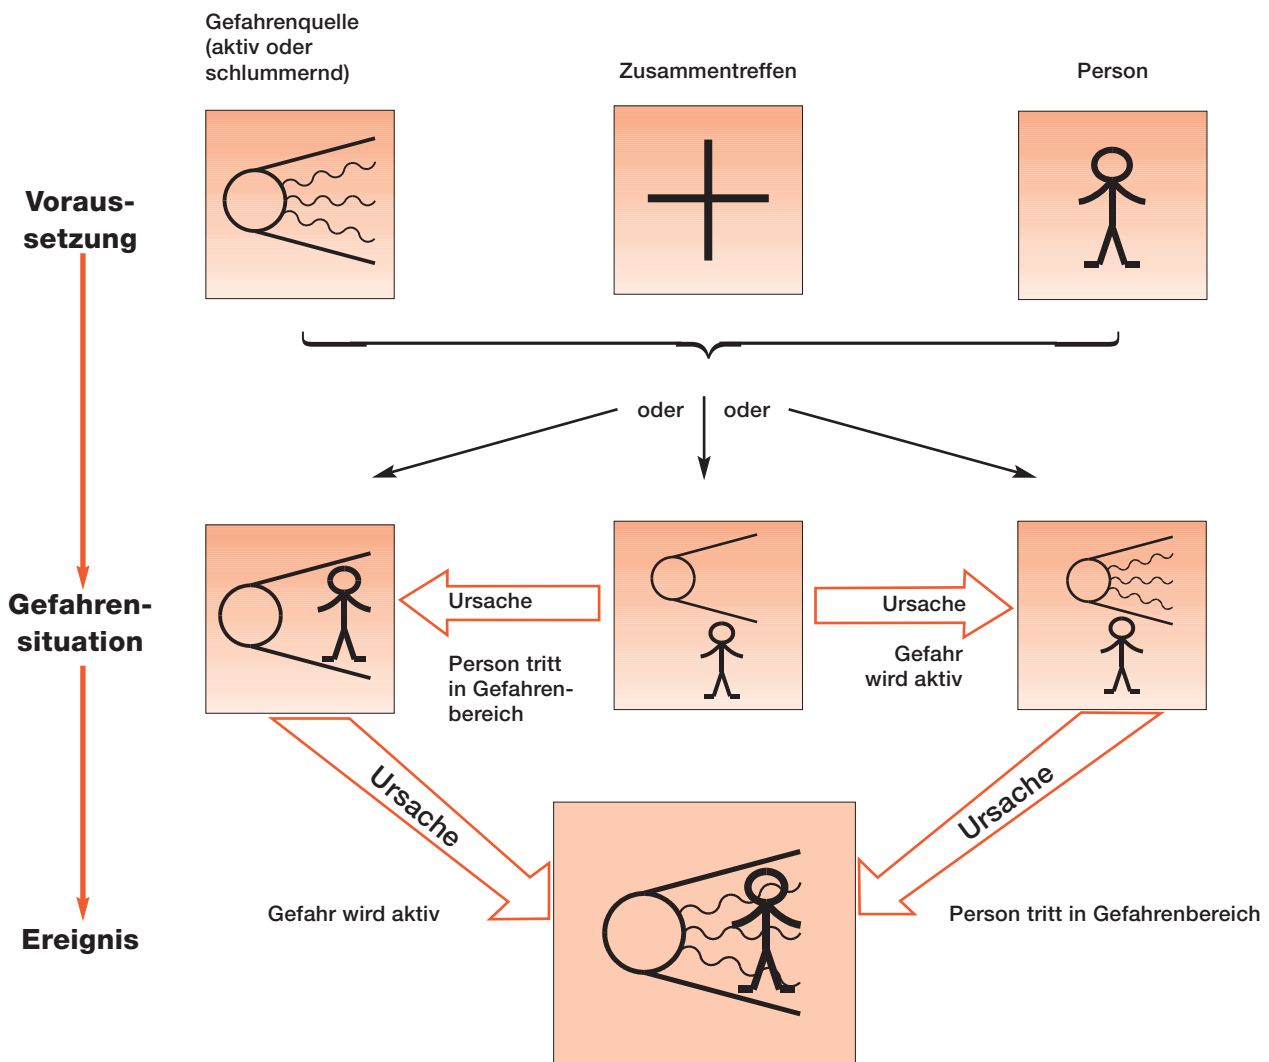 Gefahrenquelle
(aktiv oder
schlummernd)
Zusammentreffen
Person
Voraus-
setzung
oder
oder
Gefahren-
situation
Ursache
Person tritt
in Gefahren-
bereich
Ursache
Gefahr
wird aktiv
Ursache
Ursache
Gefahr wird aktiv
Person tritt in Gefahrenbereich
Ereignis